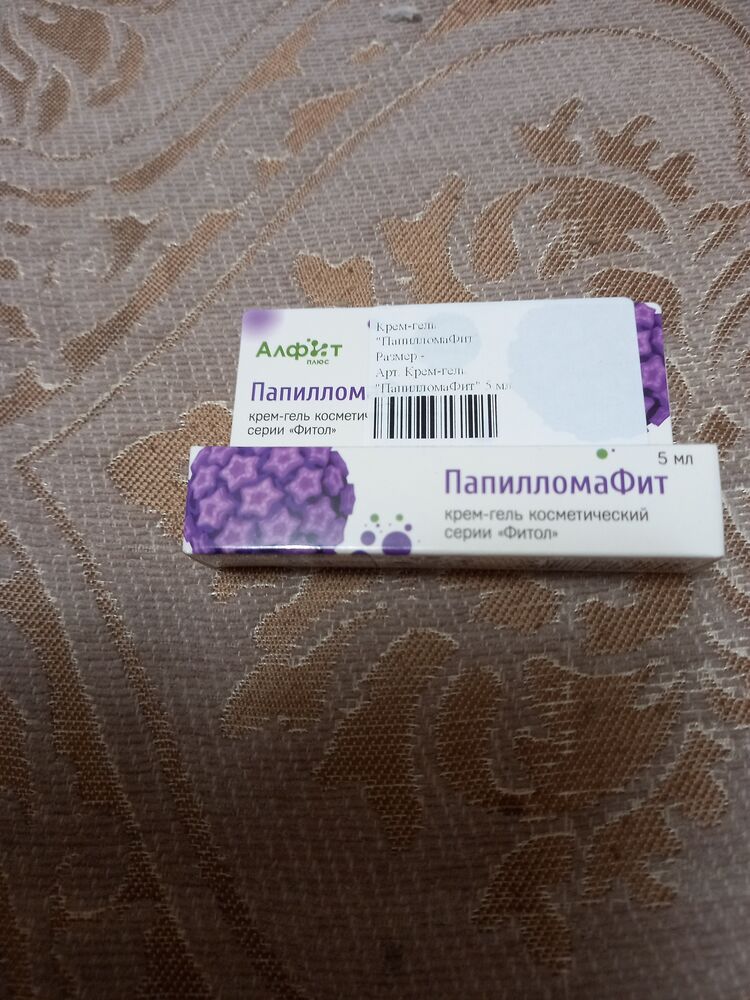 Алфит
плюс
Папиллом
крем-гель космети
серии «Фитол»
Крем-гель
"ПапилломаФит
Размер -
Арт. Крем-гель
"ПапилломаФит" 5 мл
5 мл
ПапилломаФит
крем-гель косметический
серии «Фитол»